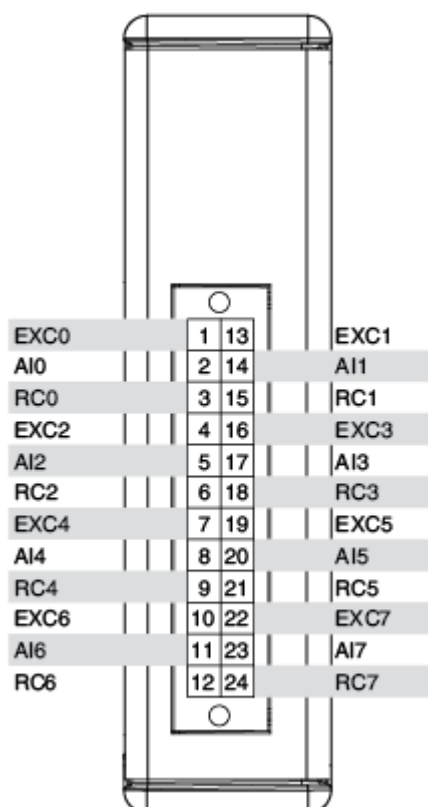 EXC0 1 13 EXC1
AI0 2 14 AI1
RC0 3 15 RC1
EXC2 4 16 EXC3
AI2 5 17 AI3
RC2 6 18 RC3
EXC4 7 19 EXC5
AI4 8 20 AI5
RC4 9 21 RC5
EXC6 10 22 EXC7
AI6 11 23 AI7
RC6 12 24 RC7